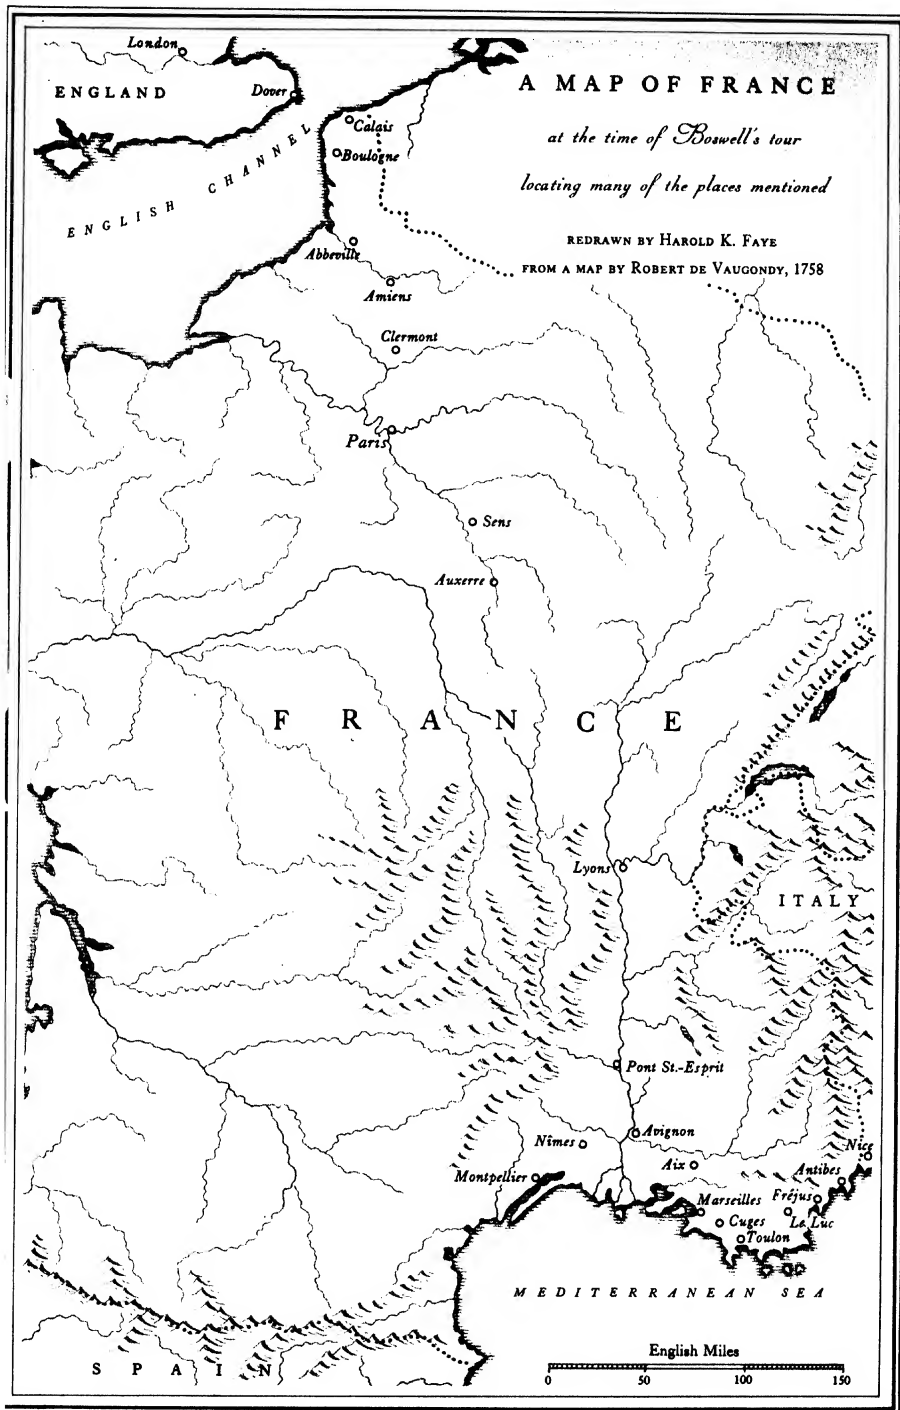 A MAP OF FRANCE
at the time of Boswell's tour
locating many of the places mentioned
REDRAWN BY HAROLD K. FAYE
FROM A MAP BY ROBERT DE VAUGONDY, 1758
London
ENGLAND
Dover
ENGLISH CHANNEL
Calais
Boulogne
Abbeville
Amiens
Clermont
Paris
Sens
Auxerre
FRANCE
Lyons
ITALY
Pont St.-Esprit
Avignon
Nîmes
Nice
Aix
Antibes
Montpellier
Marseilles
Fréjus
Cuges
Le Luc
Toulon
MEDITERRANEAN SEA
SPAIN
English Miles
0 50 100 150